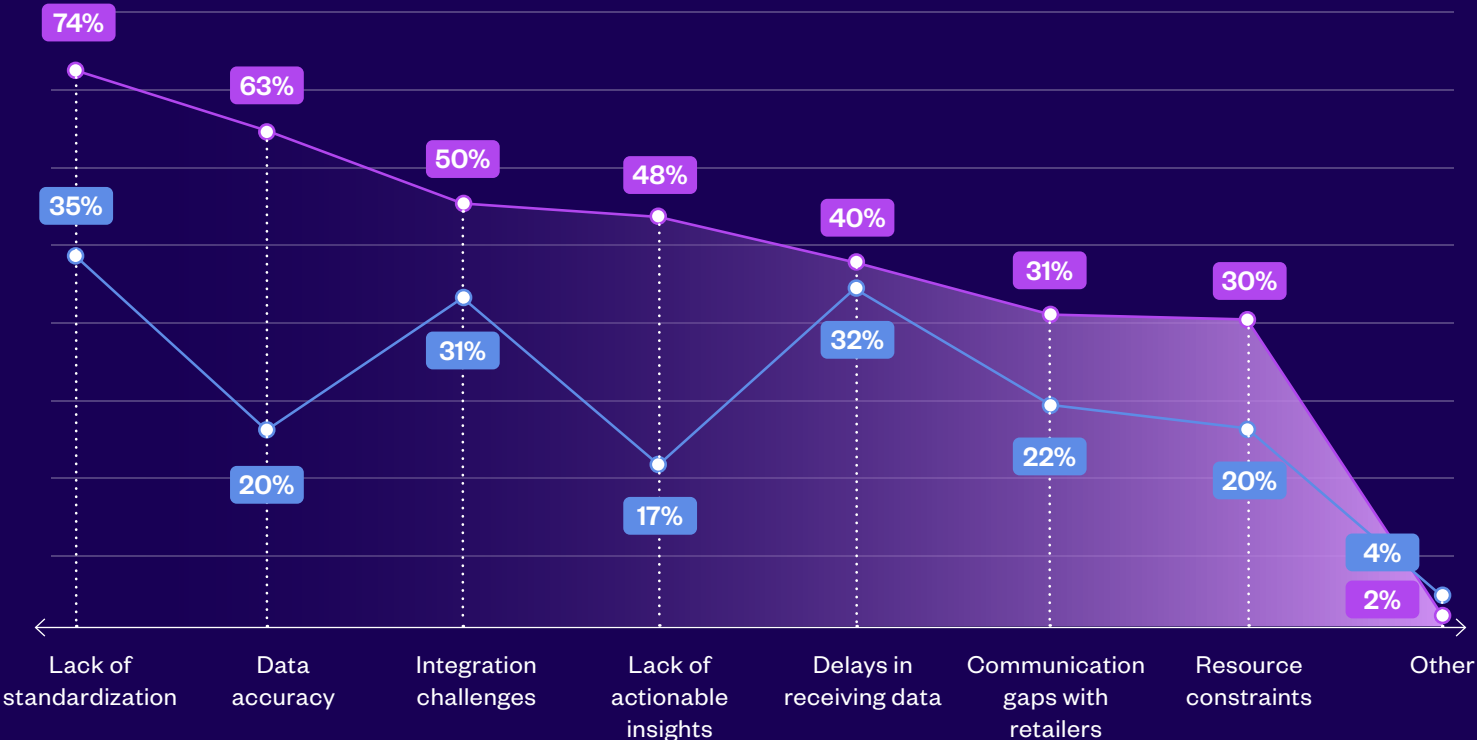 74%
63%
50%
48%
40%
31%
30%
35%
20%
31%
17%
32%
22%
20%
4%
2%
Lack of
standardization
Data
accuracy
Integration
challenges
Lack of
actionable
insights
Delays in
receiving data
Communication
gaps with
retailers
Resource
constraints
Other